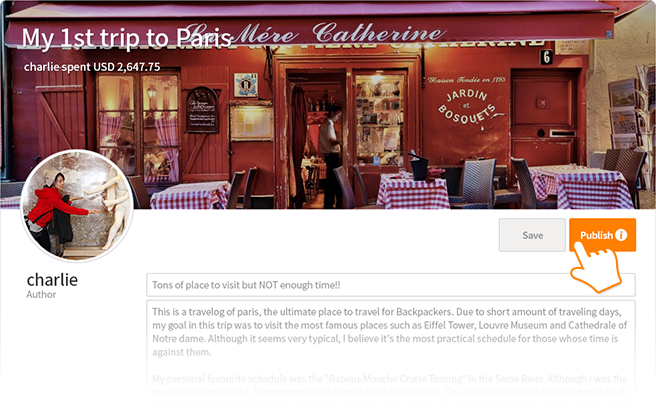 La Mére Catherine
My 1st trip to Paris
charlie spent USD 2,647.75
6
Maison Fondée en 1793
JARDIN
et
BOSQUETS
Save
Publish i
charlie
Author
Tons of place to visit but NOT enough time!!
This is a travelog of paris, the ultimate place to travel for Backpackers. Due to short amount of traveling days,
my goal in this trip was to visit the most famous places such as Eiffel Tower, Louvre Museum and Cathedrale of
Notre dame. Although it seems very typical, I believe it's the most practical schedule for those whose time is
against them.
My personal favourite schedule was the "Bateau-Mouche Cruise Touring" in the Seine River. Although I was the